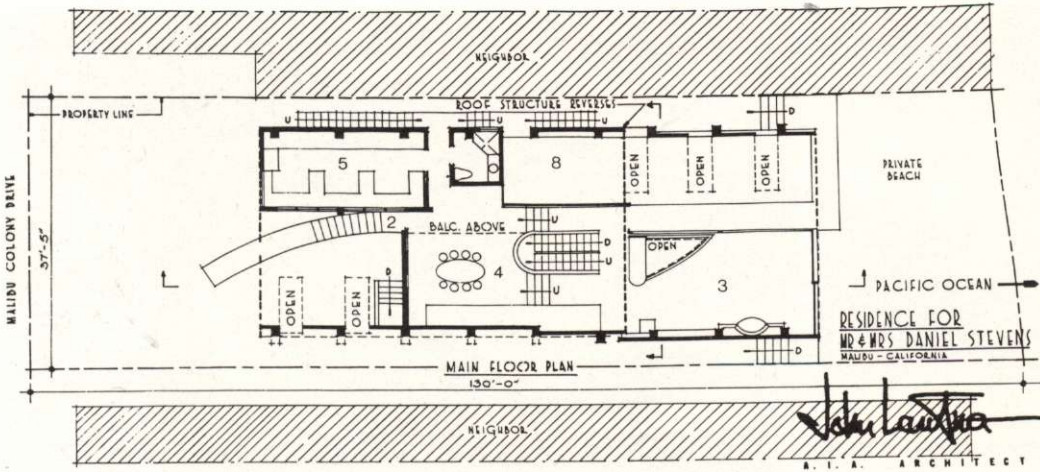 NEIGHBOR
PROPERTY LINE
ROOF STRUCTURE REVERSES
U
U
U
D
5
8
OPEN
OPEN
OPEN
PRIVATE
BEACH
MALIBU COLONY DRIVE
37'-5"
2
BALC. ABOVE
U
D
U
OPEN
4
3
D
OPEN
OPEN
U
PACIFIC OCEAN
RESIDENCE FOR
MR & MRS DANIEL STEVENS
MALIBU - CALIFORNIA
D
MAIN FLOOR PLAN
130'-0"
NEIGHBOR
John Lautner
A. I. A. ARCHITECT